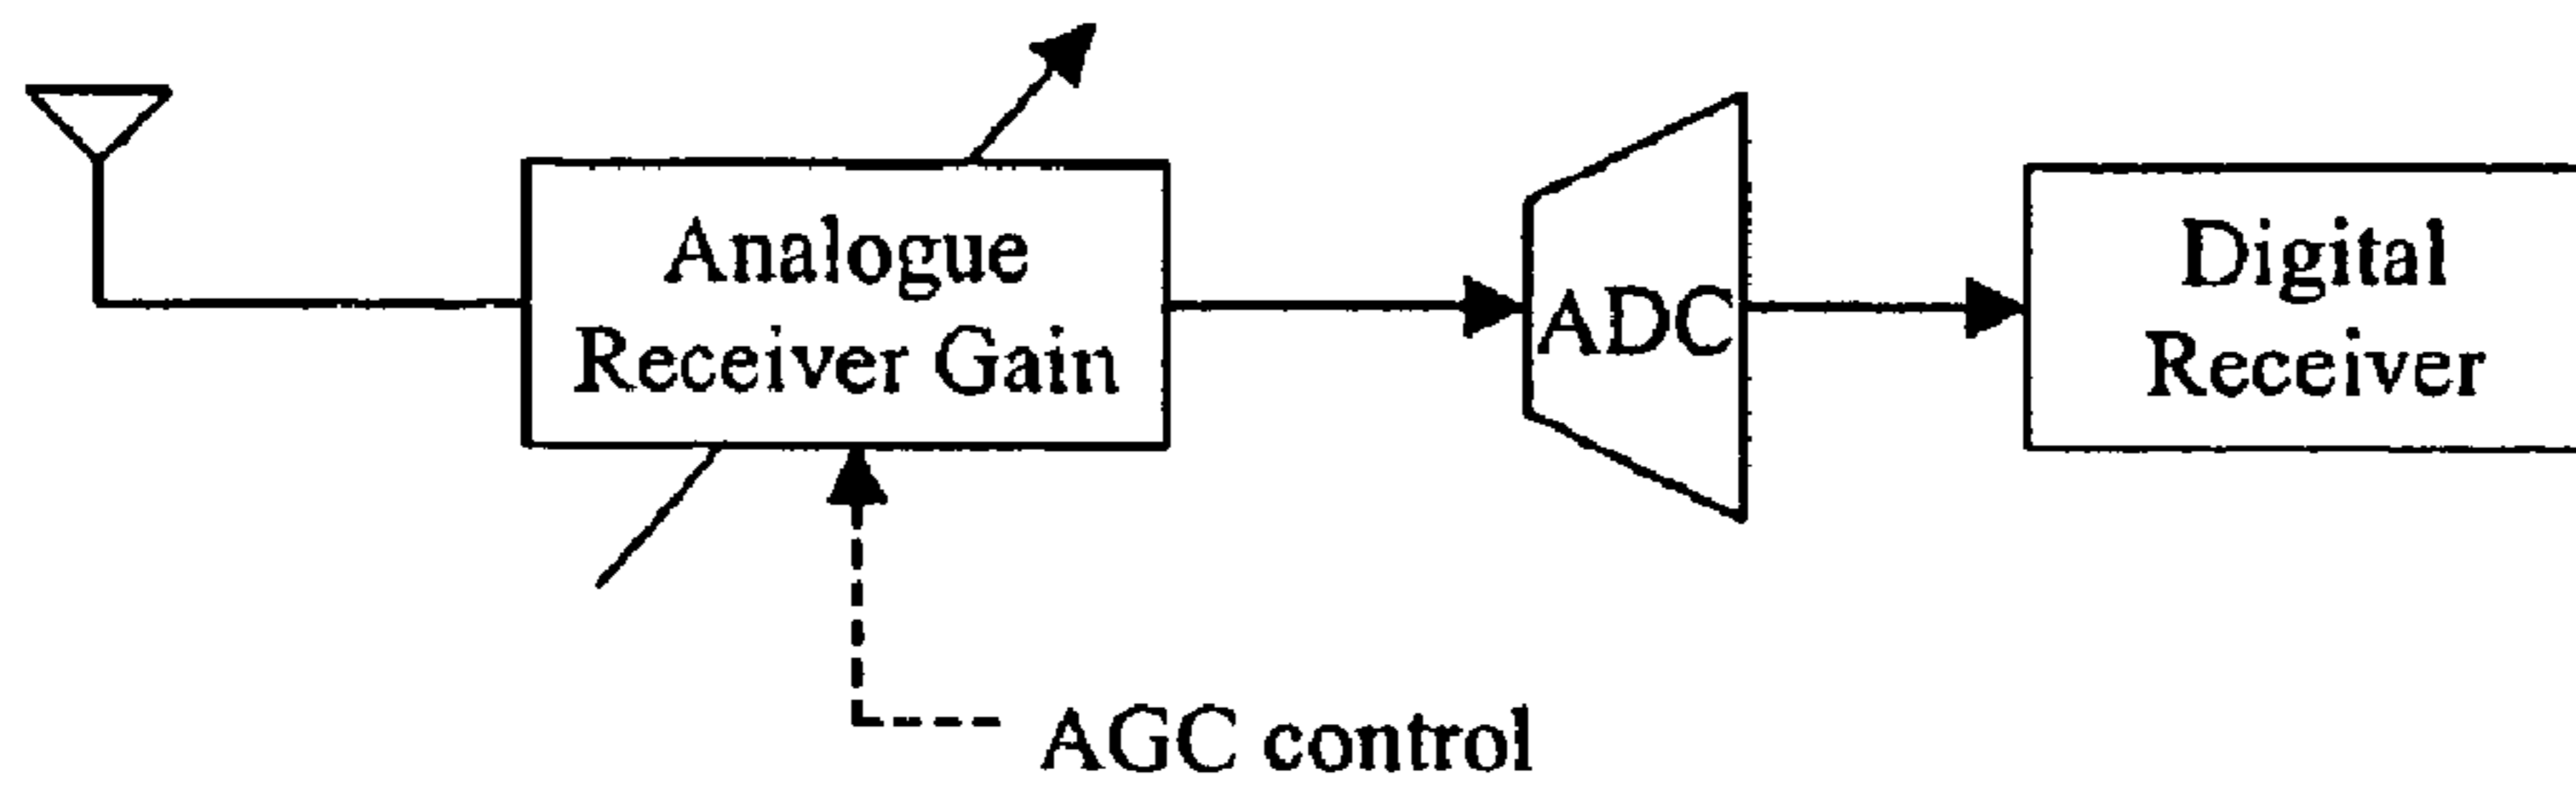 Analogue
Receiver Gain
ADC
Digital
Receiver
AGC control